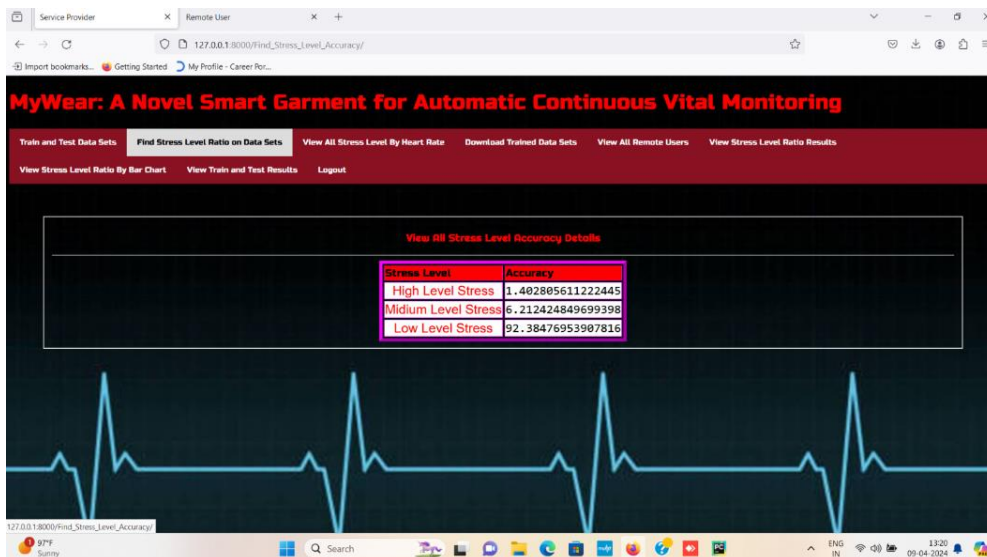 Service Provider
Remote User
127.0.0.1:8000/Find_Stress_Level_Accuracy/
Import bookmarks...
Getting Started
My Profile - Career Por...
MyWear: A Novel Smart Garment for Automatic Continuous Vital Monitoring
Train and Test Data Sets
Find Stress Level Ratio on Data Sets
View All Stress Level By Heart Rate
Download Trained Data Sets
View All Remote Users
View Stress Level Ratio Results
View Stress Level Ratio By Bar Chart
View Train and Test Results
Logout
View All Stress Level Accuracy Details
Stress Level Accuracy
High Level Stress 1.402805611222445
Midium Level Stress 6.212424849699398
Low Level Stress 92.38476953907816
127.0.0.1:8000/Find_Stress_Level_Accuracy/
97°F
Sunny
Search
ENG
IN
13:20
09-04-2024